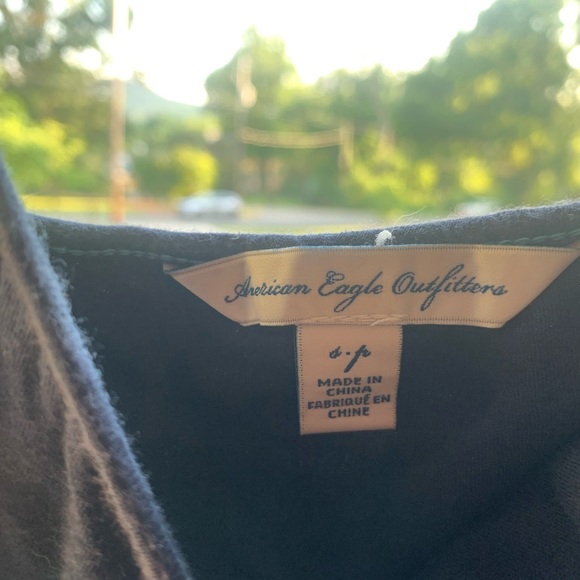 American Eagle Outfitters
s-p
MADE IN
CHINA
FABRIQUÉ EN
CHINE